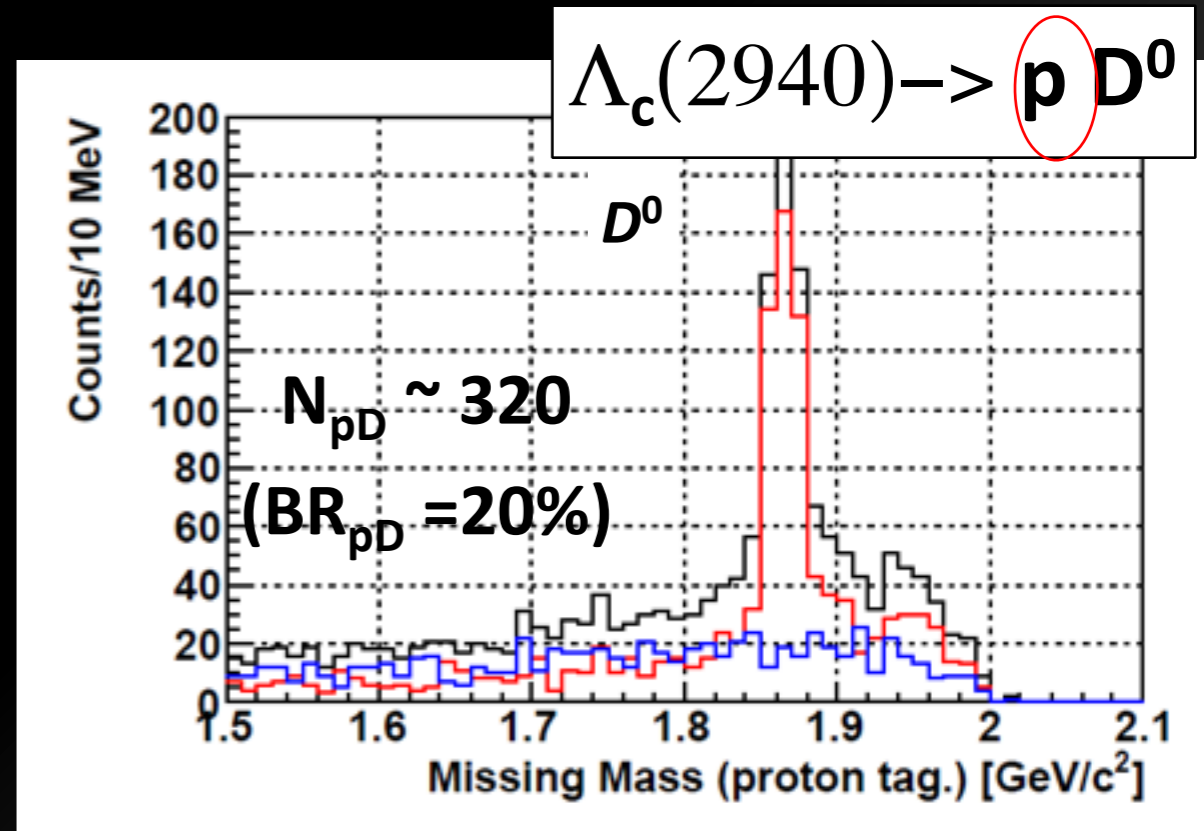 Λc(2940)–> p D⁰
Counts/10 MeV
200
180
160
140
120
100
80
60
40
20
0
D⁰
N_pD ~ 320
(BR_pD =20%)
1.5 1.6 1.7 1.8 1.9 2 2.1
Missing Mass (proton tag.) [GeV/c²]